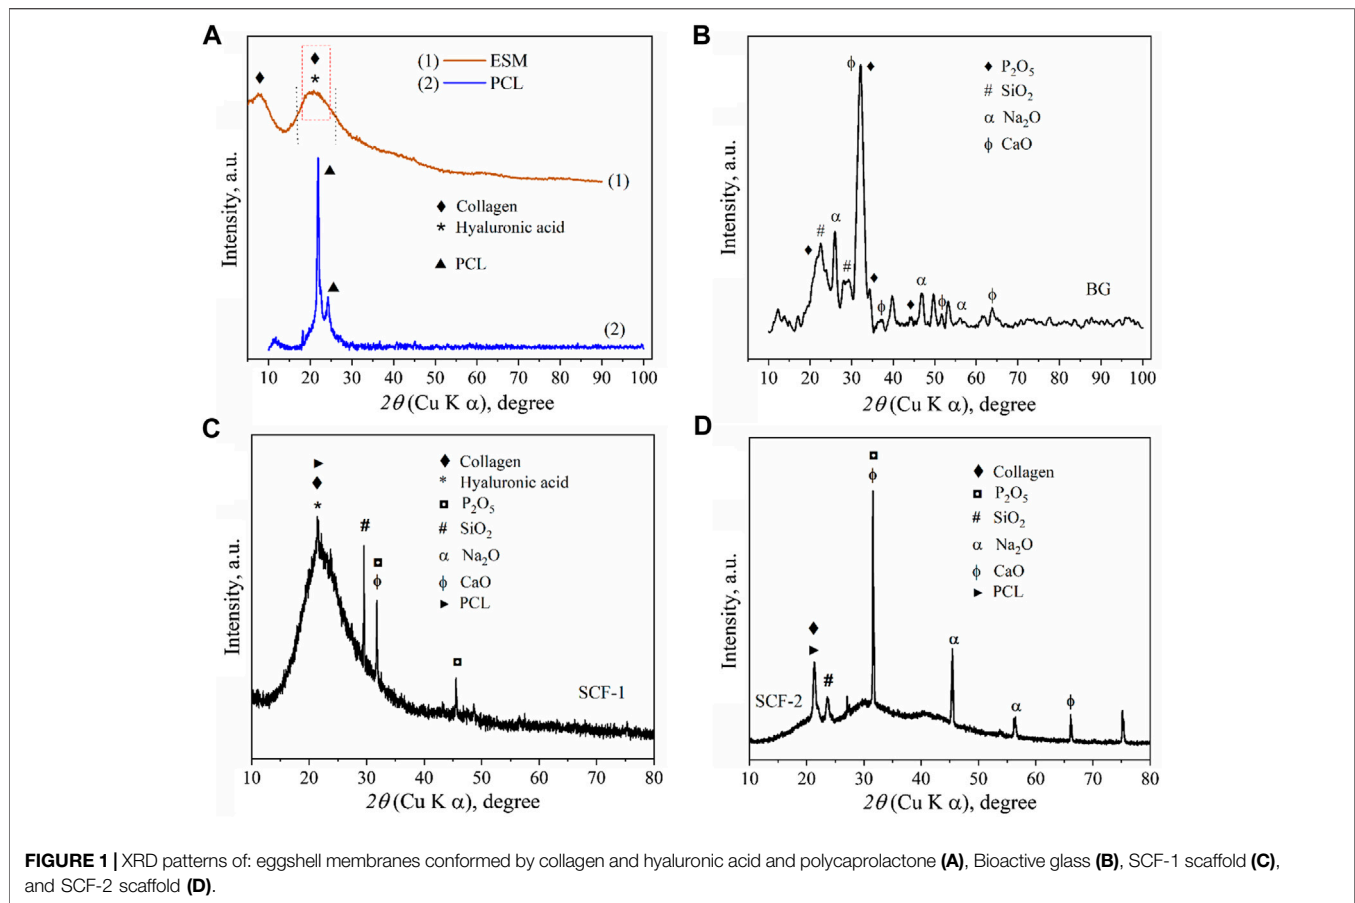 A
(1) ESM
(2) PCL
♦
♦
*
(1)
▲
♦ Collagen
* Hyaluronic acid
▲ PCL
▲
(2)
Intensity, a.u.
10 20 30 40 50 60 70 80 90 100
2θ (Cu K α), degree
B
ϕ ♦
♦ P₂O₅
# SiO₂
α Na₂O
ϕ CaO
♦ # α # ♦ ϕ ♦ α ϕ α ϕ
BG
Intensity, a.u.
10 20 30 40 50 60 70 80 90 100
2θ (Cu K α), degree
C
► 
♦
*
#
¤
ϕ
¤
♦ Collagen
* Hyaluronic acid
¤ P₂O₅
# SiO₂
α Na₂O
ϕ CaO
► PCL
SCF-1
Intensity, a.u.
10 20 30 40 50 60 70 80
2θ (Cu K α), degree
D
¤
ϕ
♦ Collagen
¤ P₂O₅
# SiO₂
α Na₂O
ϕ CaO
► PCL
♦
►
#
α
α
ϕ
SCF-2
Intensity, a.u.
10 20 30 40 50 60 70 80
2θ (Cu K α), degree
FIGURE 1 | XRD patterns of: eggshell membranes conformed by collagen and hyaluronic acid and polycaprolactone (A), Bioactive glass (B), SCF-1 scaffold (C),
and SCF-2 scaffold (D).